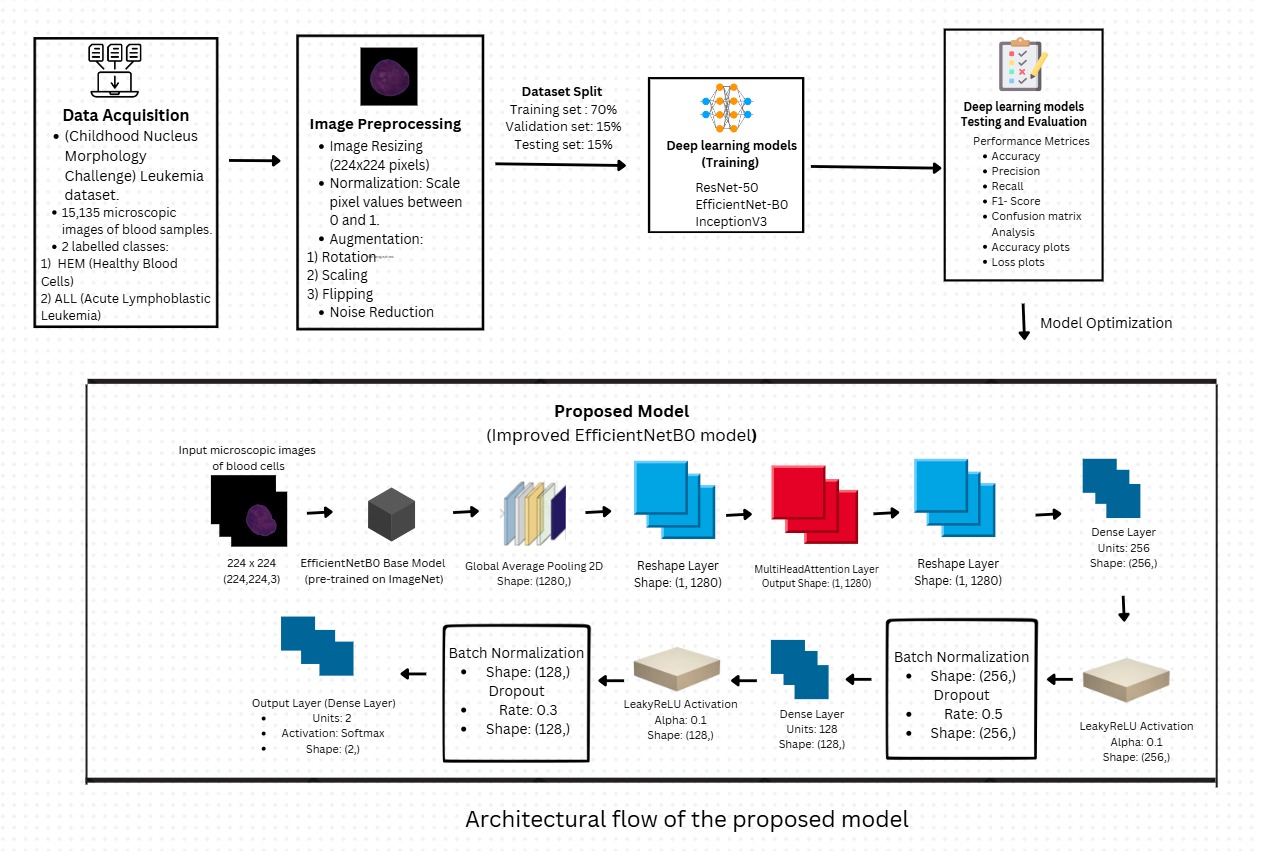 Data Acquisition
• (Childhood Nucleus
Morphology
Challenge) Leukemia
dataset.
• 15,135 microscopic
images of blood samples.
• 2 labelled classes:
1) HEM (Healthy Blood
Cells)
2) ALL (Acute Lymphoblastic
Leukemia)
Image Preprocessing
• Image Resizing
(224x224 pixels)
• Normalization: Scale
pixel values between
0 and 1.
• Augmentation:
1) Rotation
2) Scaling
3) Flipping
• Noise Reduction
Dataset Split
Training set : 70%
Validation set: 15%
Testing set: 15%
Deep learning models
(Training)
ResNet-50
EfficientNet-B0
InceptionV3
Deep learning models
Testing and Evaluation
Performance Metrices
• Accuracy
• Precision
• Recall
• F1- Score
• Confusion matrix
Analysis
• Accuracy plots
• Loss plots
Model Optimization
Proposed Model
(Improved EfficientNetB0 model)
Input microscopic images
of blood cells
224 x 224
(224,224,3)
EfficientNetB0 Base Model
(pre-trained on ImageNet)
Global Average Pooling 2D
Shape: (1280,)
Reshape Layer
Shape: (1, 1280)
MultiHeadAttention Layer
Output Shape: (1, 1280)
Reshape Layer
Shape: (1, 1280)
Dense Layer
Units: 256
Shape: (256,)
LeakyReLU Activation
Alpha: 0.1
Shape: (256,)
Batch Normalization
• Shape: (256,)
Dropout
• Rate: 0.5
• Shape: (256,)
Dense Layer
Units: 128
Shape: (128,)
LeakyReLU Activation
Alpha: 0.1
Shape: (128,)
Batch Normalization
• Shape: (128,)
Dropout
• Rate: 0.3
• Shape: (128,)
Output Layer (Dense Layer)
• Units: 2
• Activation: Softmax
• Shape: (2,)
Architectural flow of the proposed model